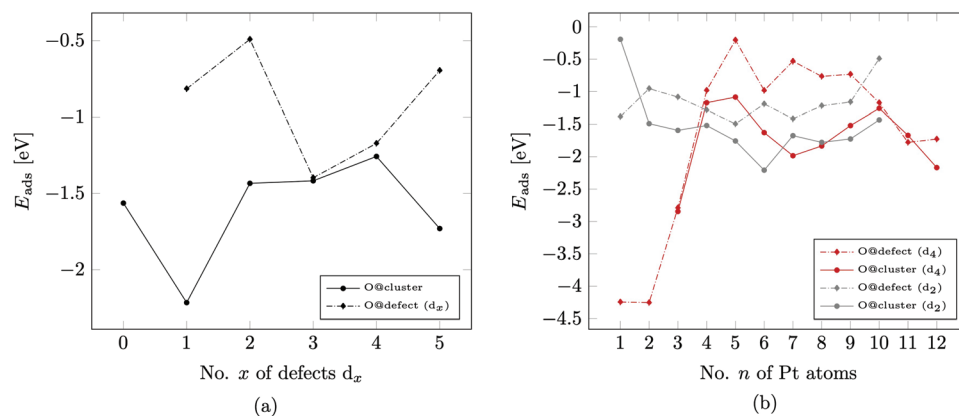 −0.5
−1
−1.5
−2
E_ads [eV]
0 1 2 3 4 5
No. x of defects d_x
O@cluster
O@defect (d_x)
(a)
0
−0.5
−1
−1.5
−2
−2.5
−3
−3.5
−4
−4.5
E_ads [eV]
1 2 3 4 5 6 7 8 9 10 11 12
No. n of Pt atoms
O@defect (d₄)
O@cluster (d₄)
O@defect (d₂)
O@cluster (d₂)
(b)